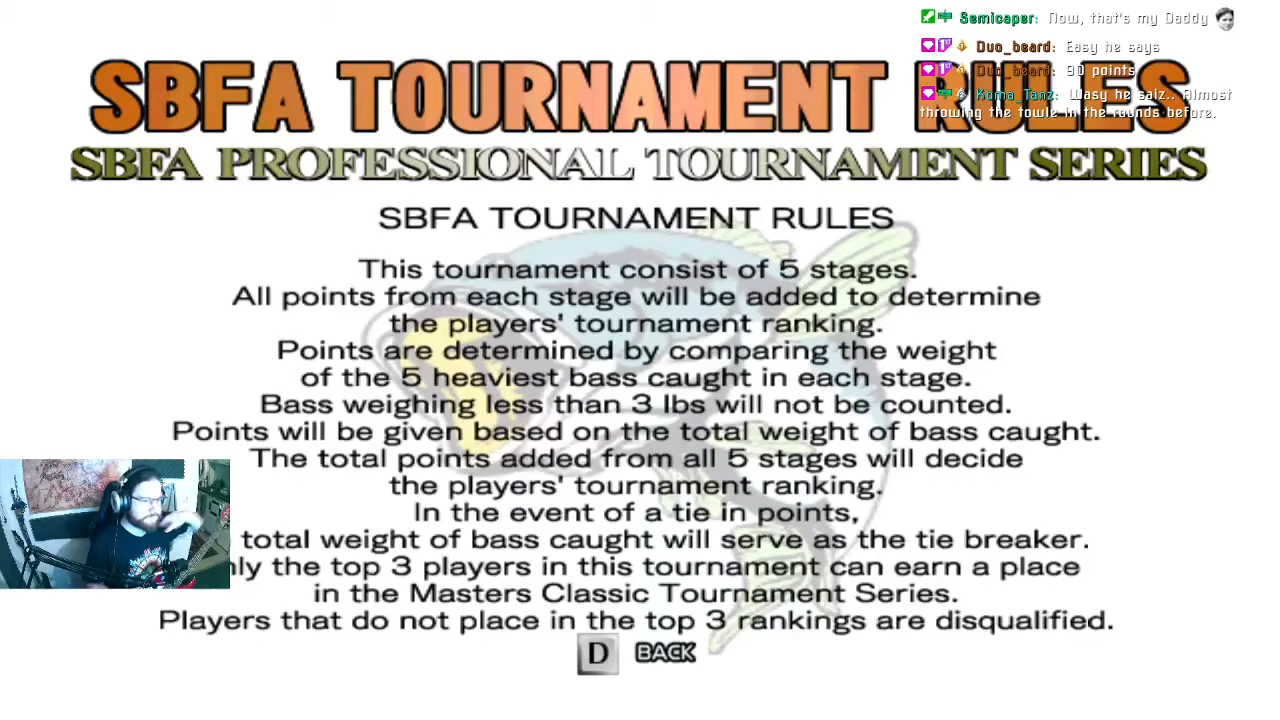 Semicaper: Now, that's my Daddy
Duo_beard: Easy he says
Duo_beard: 90 points
Koma_Tanz: Wasy he saiz.. Almost
throwing the towle in the rounds before.
SBFA TOURNAMENT RULES
SBFA PROFESSIONAL TOURNAMENT SERIES
SBFA TOURNAMENT RULES
This tournament consist of 5 stages.
All points from each stage will be added to determine
the players' tournament ranking.
Points are determined by comparing the weight
of the 5 heaviest bass caught in each stage.
Bass weighing less than 3 lbs will not be counted.
Points will be given based on the total weight of bass caught.
The total points added from all 5 stages will decide
the players' tournament ranking.
In the event of a tie in points,
total weight of bass caught will serve as the tie breaker.
nly the top 3 players in this tournament can earn a place
in the Masters Classic Tournament Series.
Players that do not place in the top 3 rankings are disqualified.
D BACK